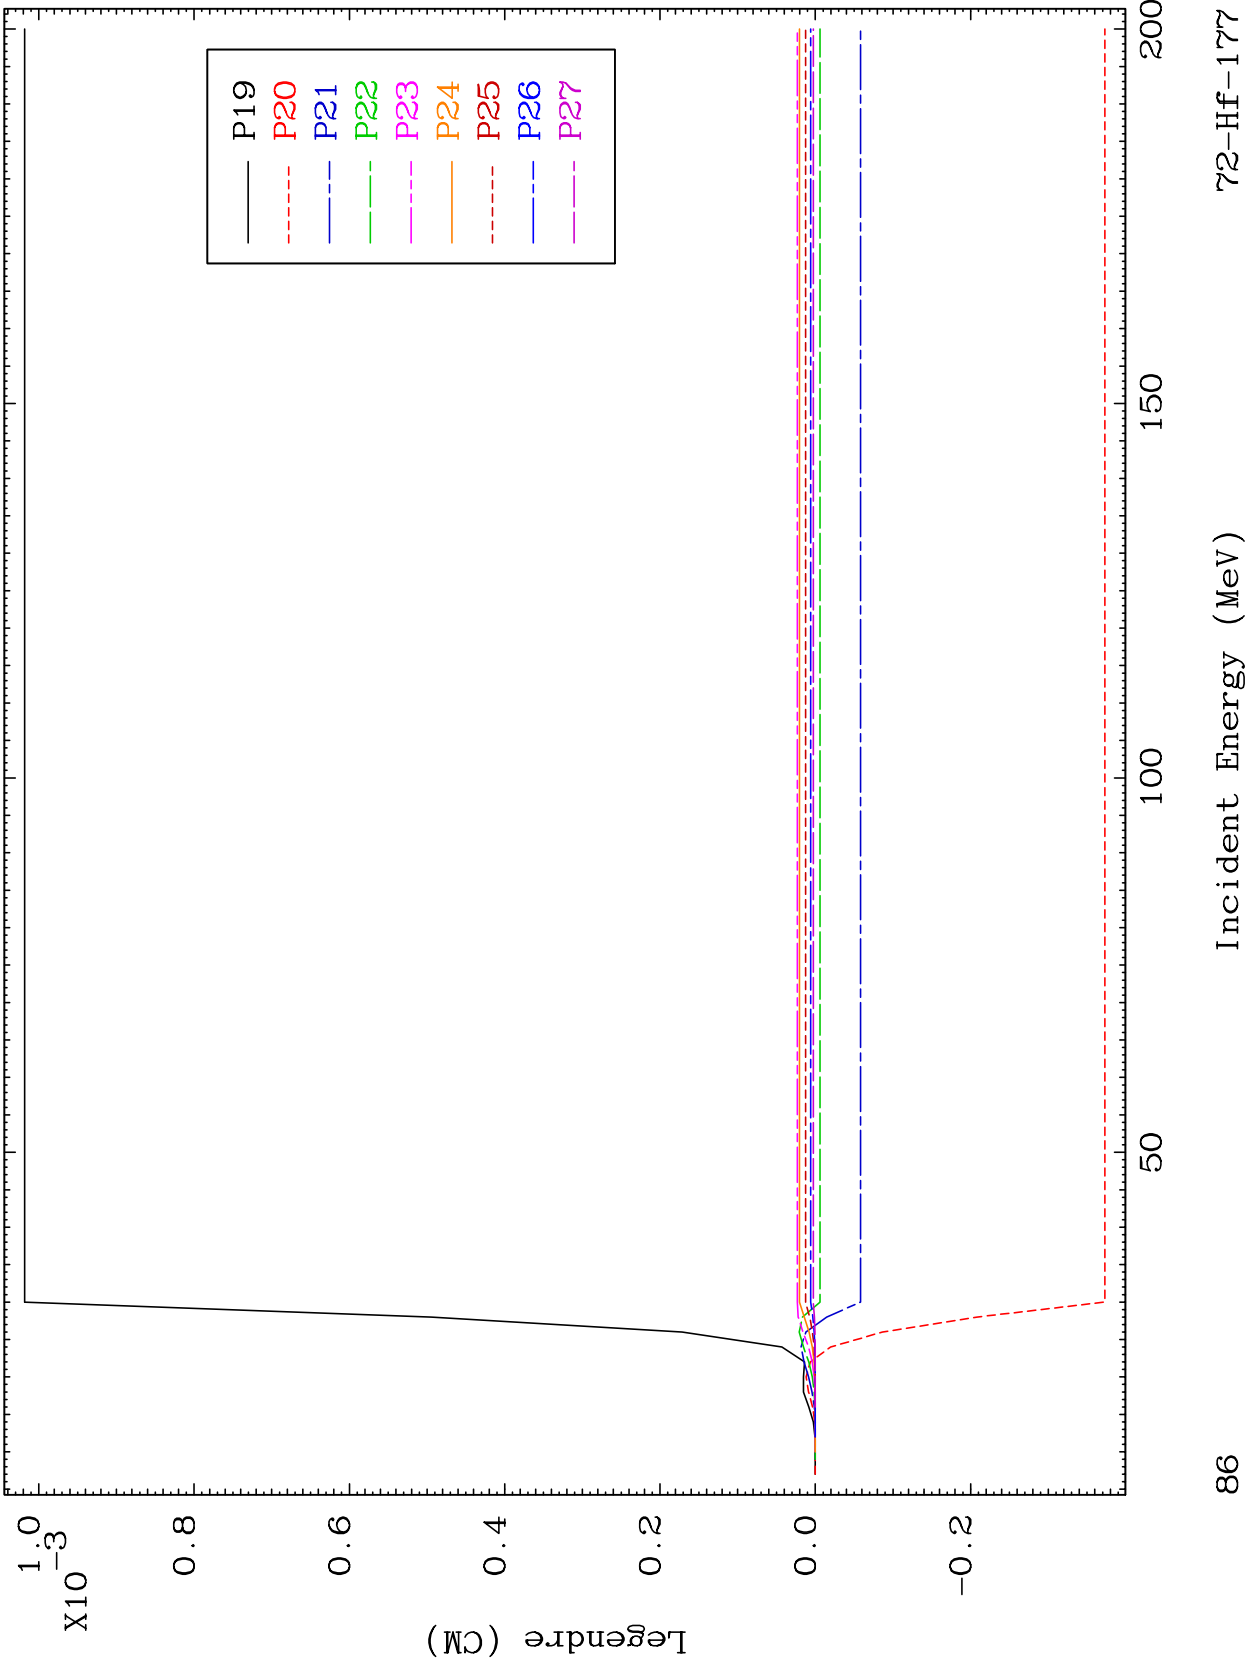 P19
P20
P21
P22
P23
P24
P25
P26
P27
1.0
X10-3
0.8
0.6
0.4
0.2
0.0
-0.2
Legendre (CM)
50
100
150
200
Incident Energy (MeV)
86
72-Hf-177